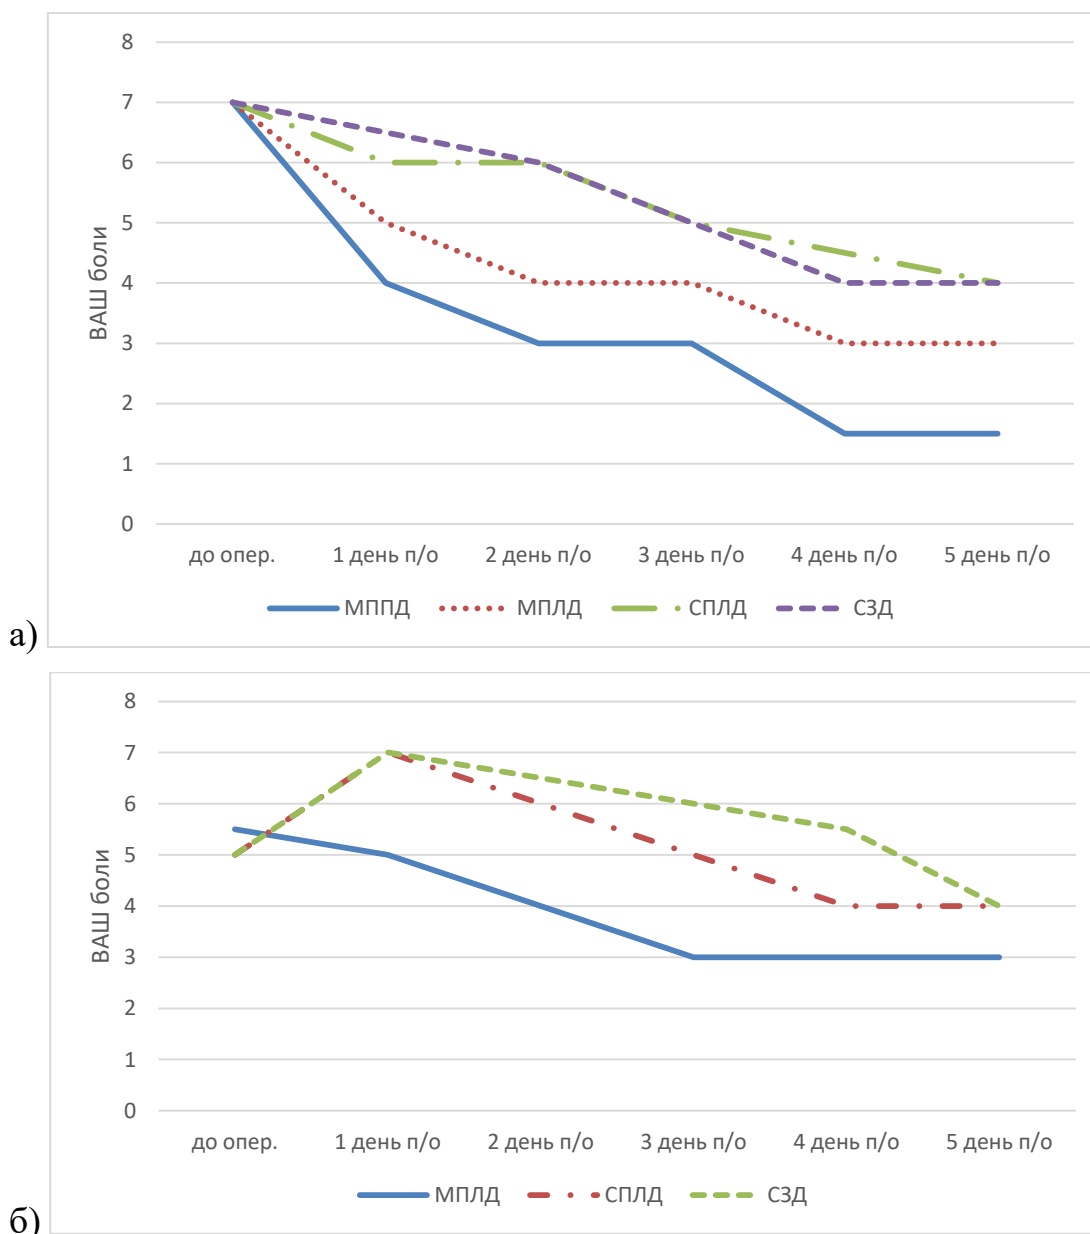 8
7
6
5
4
3
2
1
0
ВАШ боли
до опер. 1 день п/о 2 день п/о 3 день п/о 4 день п/о 5 день п/о
МППД МПЛД СПЛД СЗД
а)
8
7
6
5
4
3
2
1
0
ВАШ боли
до опер. 1 день п/о 2 день п/о 3 день п/о 4 день п/о 5 день п/о
МПЛД СПЛД СЗД
б)